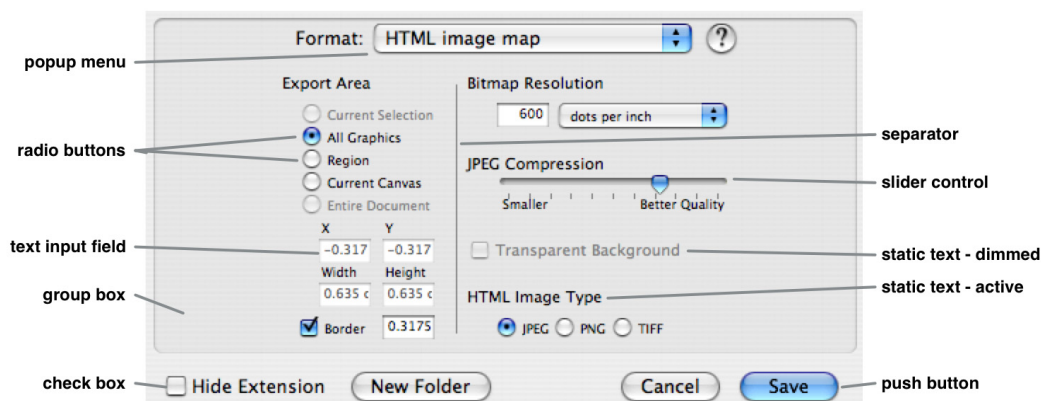 Format: HTML image map ?
popup menu
Export Area
Bitmap Resolution
Current Selection
600 dots per inch
All Graphics
separator
radio buttons
Region
JPEG Compression
Current Canvas
slider control
Entire Document
Smaller Better Quality
X Y
text input field
-0.317 -0.317
Transparent Background
static text - dimmed
Width Height
static text - active
group box
0.635 c 0.635 c
HTML Image Type
Border 0.3175
JPEG PNG TIFF
check box
Hide Extension New Folder Cancel Save
push button